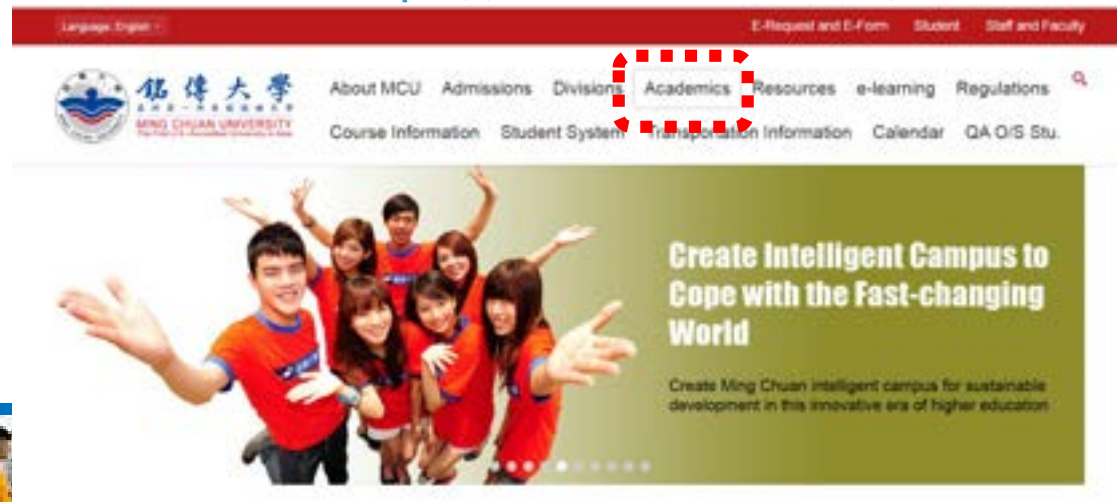 Language: English
E-Request and E-Form Student Staff and Faculty
銘傳大學
MING CHUAN UNIVERSITY
About MCU Admissions Divisions Academics Resources e-learning Regulations
Course Information Student System Transportation Information Calendar QA O/S Stu.
Create Intelligent Campus to
Cope with the Fast-changing
World
Create Ming Chuan intelligent campus for sustainable
development in this innovative era of higher education